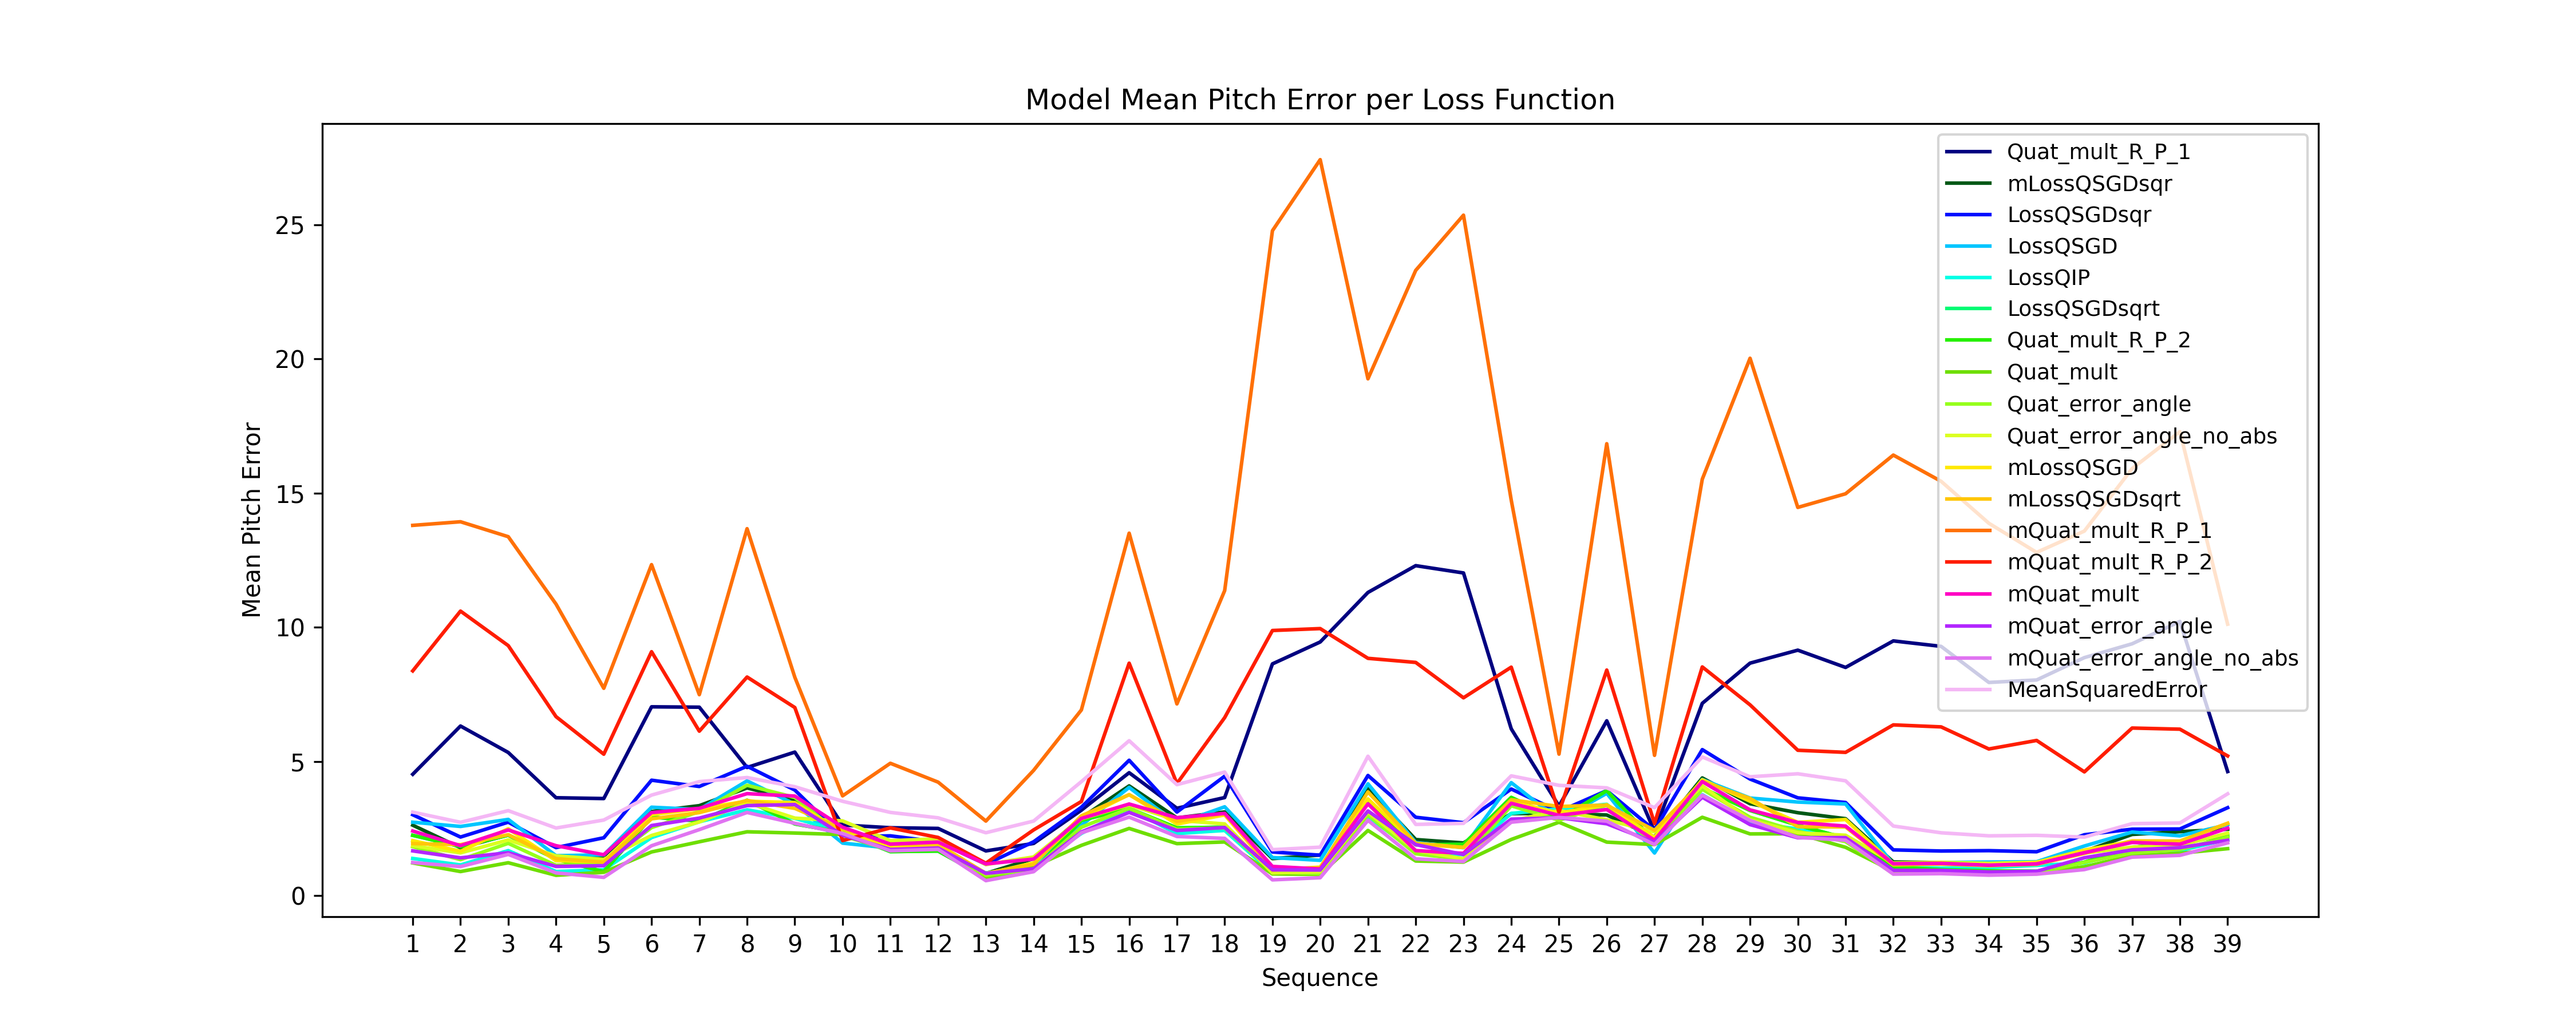 Model Mean Pitch Error per Loss Function
Mean Pitch Error
25
20
15
10
5
0
Quat_mult_R_P_1
mLossQSGDsqr
LossQSGDsqr
LossQSGD
LossQIP
LossQSGDsqrt
Quat_mult_R_P_2
Quat_mult
Quat_error_angle
Quat_error_angle_no_abs
mLossQSGD
mLossQSGDsqrt
mQuat_mult_R_P_1
mQuat_mult_R_P_2
mQuat_mult
mQuat_error_angle
mQuat_error_angle_no_abs
MeanSquaredError
1 2 3 4 5 6 7 8 9 10 11 12 13 14 15 16 17 18 19 20 21 22 23 24 25 26 27 28 29 30 31 32 33 34 35 36 37 38 39
Sequence